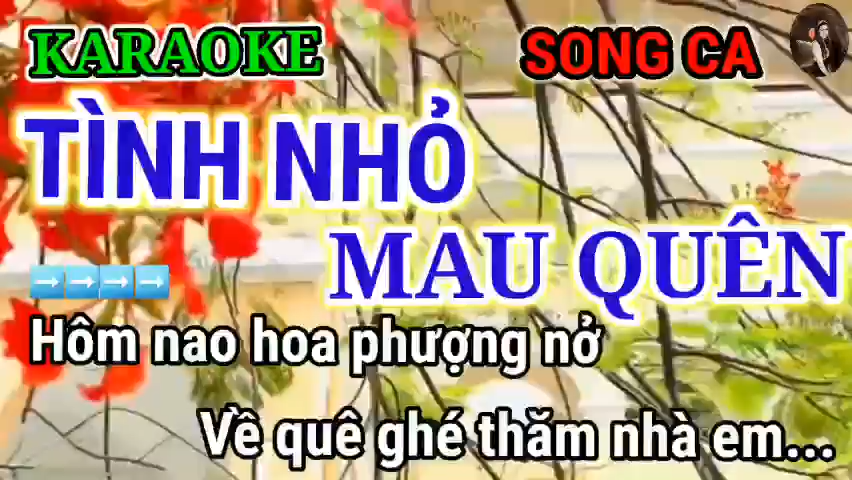 KARAOKE SONG CA
TÌNH NHỎ
MAU QUÊN
Hôm nao hoa phượng nở
Về quê ghé thăm nhà em...